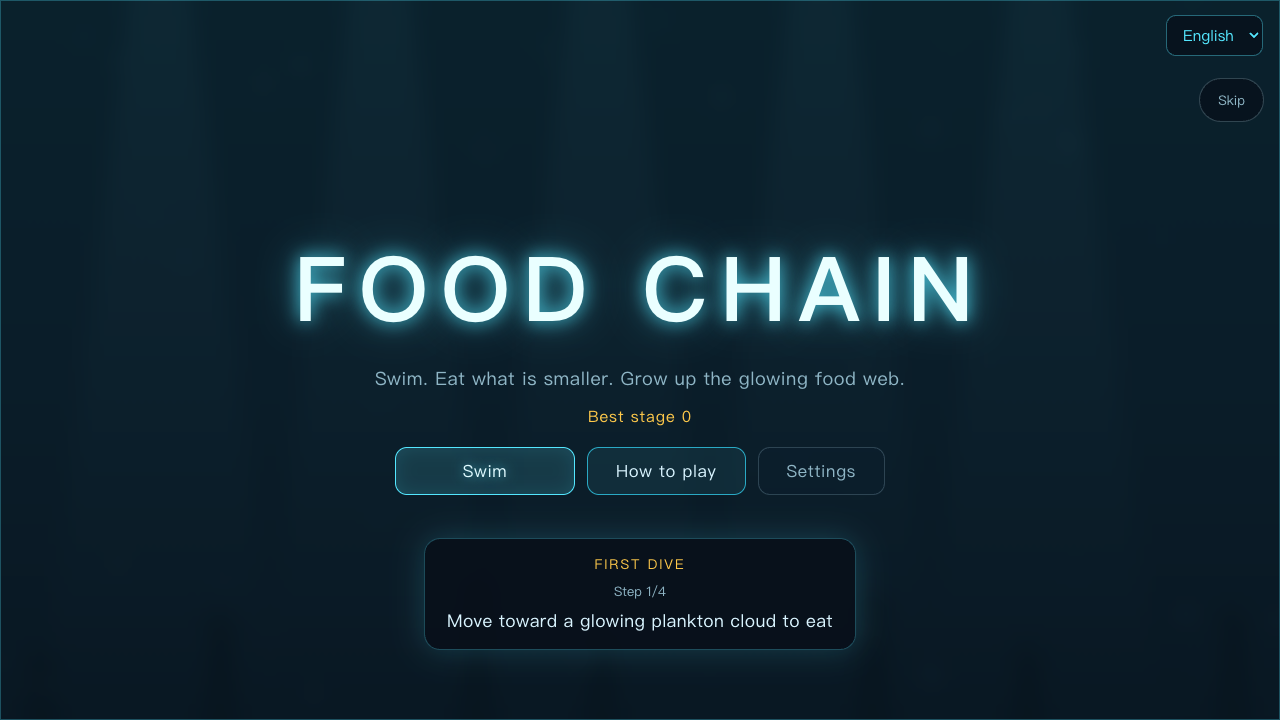 English
Skip
FOOD CHAIN
Swim. Eat what is smaller. Grow up the glowing food web.
Best stage 0
Swim How to play Settings
FIRST DIVE
Step 1/4
Move toward a glowing plankton cloud to eat